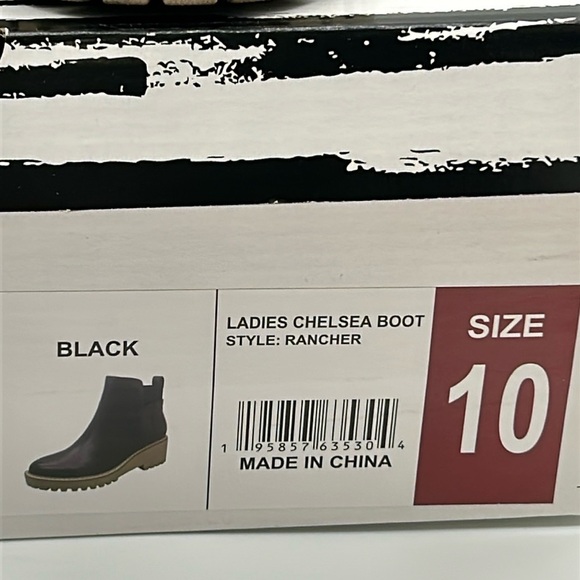 BLACK
LADIES CHELSEA BOOT
STYLE: RANCHER
1 95857 63530 4
MADE IN CHINA
SIZE
10